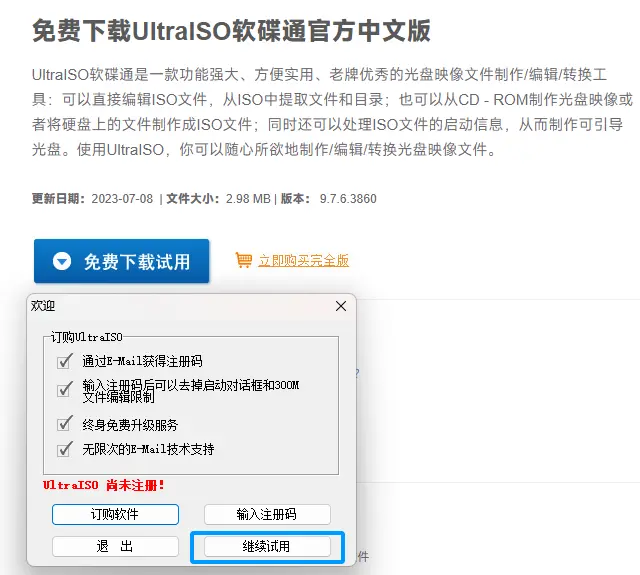 免费下载UltraISO软碟通官方中文版
UltraISO软碟通是一款功能强大、方便实用、老牌优秀的光盘映像文件制作/编辑/转换工
具：可以直接编辑ISO文件，从ISO中提取文件和目录；也可以从CD - ROM制作光盘映像或
者将硬盘上的文件制作成ISO文件；同时还可以处理ISO文件的启动信息，从而制作可引导
光盘。使用UltraISO，你可以随心所欲地制作/编辑/转换光盘映像文件。
更新日期：2023-07-08 | 文件大小：2.98 MB | 版本： 9.7.6.3860
免费下载试用 立即购买完全版
欢迎
订购UltraISO
通过E-Mail获得注册码
输入注册码后可以去掉启动对话框和300M
文件编辑限制
终身免费升级服务
无限次的E-Mail技术支持
UltraISO 尚未注册！
订购软件 输入注册码
退 出 继续试用
件